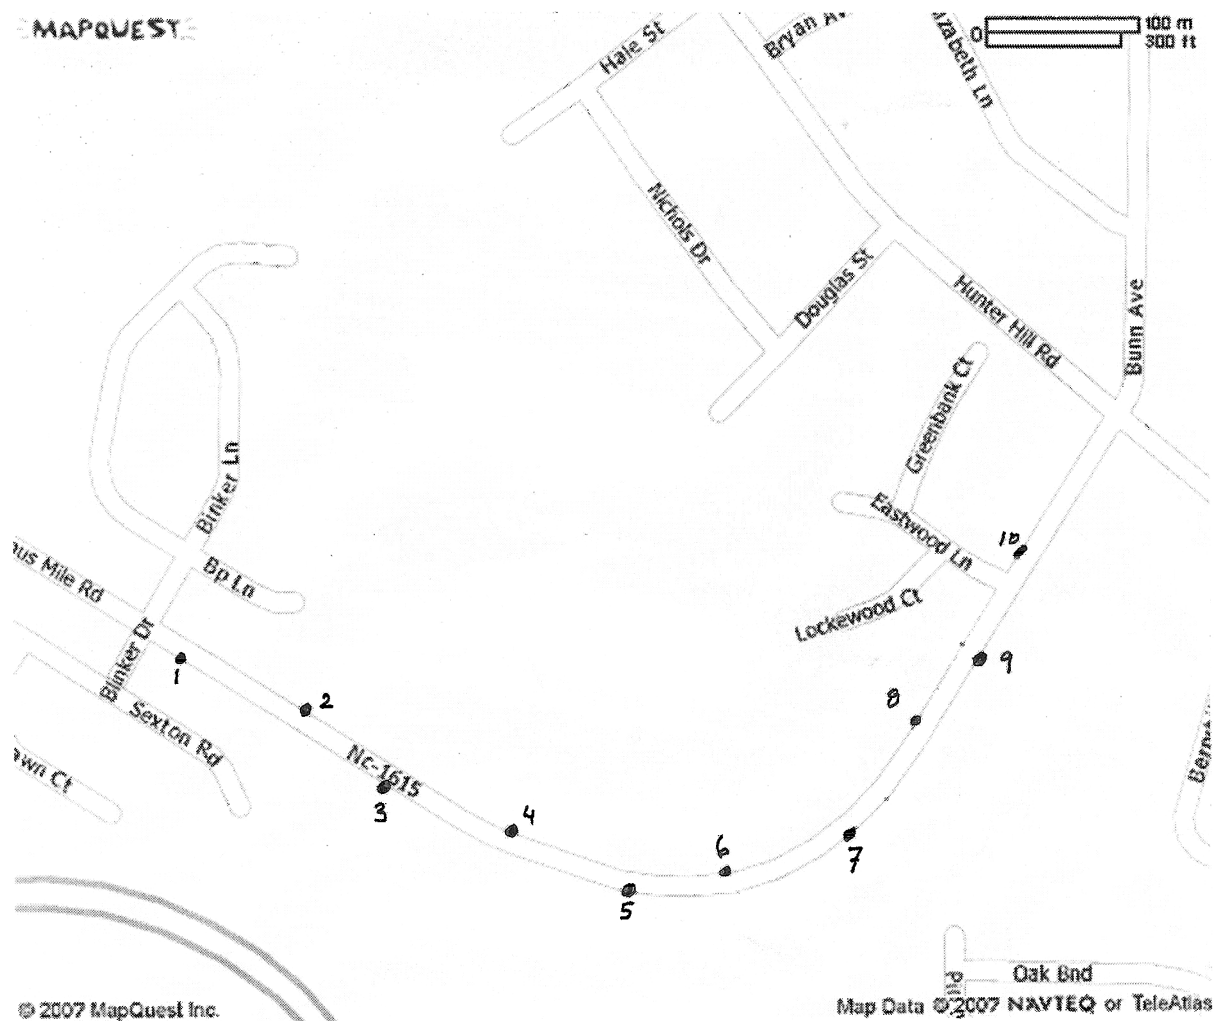 MAPQUEST
0
100 m
300 ft
Hale St
Bryan Av
izabeth Ln
Nichols Dr
Douglas St
Hunter Hill Rd
Bunn Ave
Greenbank Ct
Binker Ln
Eastwood Ln
10
aus Mile Rd
Bp Ln
Lockewood Ct
Blinker Dr
1
9
2
8
Sexton Rd
Nc-1615
awn Ct
3
4
6
7
5
Oak Bnd
© 2007 MapQuest Inc.
Map Data © 2007 NAVTEQ or TeleAtlas